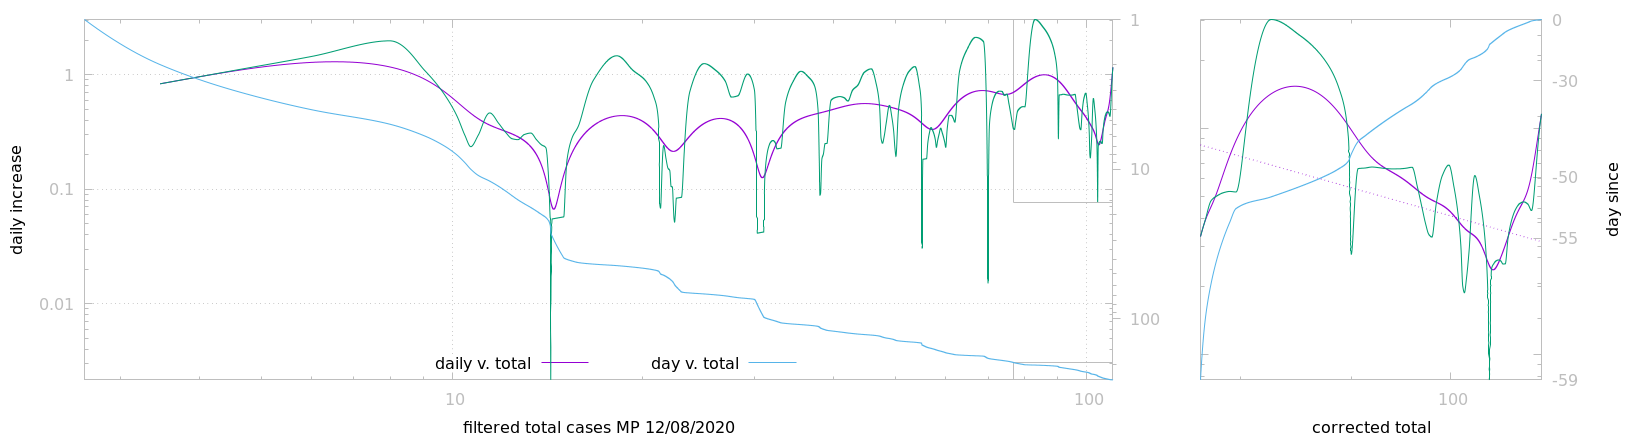 daily increase
1
0.1
0.01
10
100
1
10
100
daily v. total
day v. total
filtered total cases MP 12/08/2020
0
-30
-50
-55
-59
day since
100
corrected total